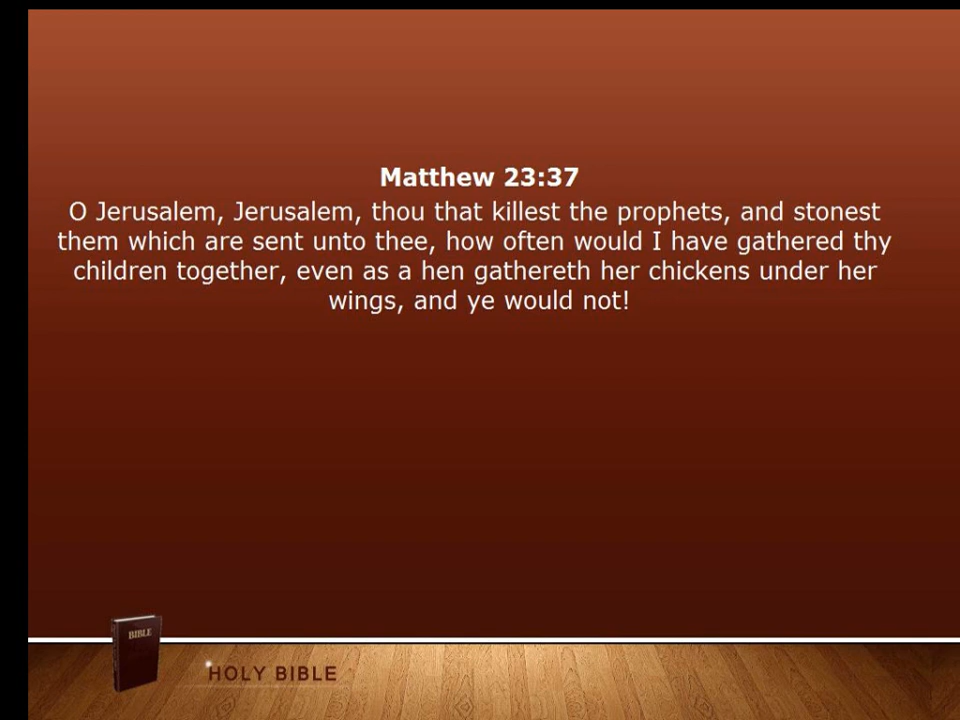 Matthew 23:37
O Jerusalem, Jerusalem, thou that killest the prophets, and stonest
them which are sent unto thee, how often would I have gathered thy
children together, even as a hen gathereth her chickens under her
wings, and ye would not!
BIBLE
HOLY BIBLE